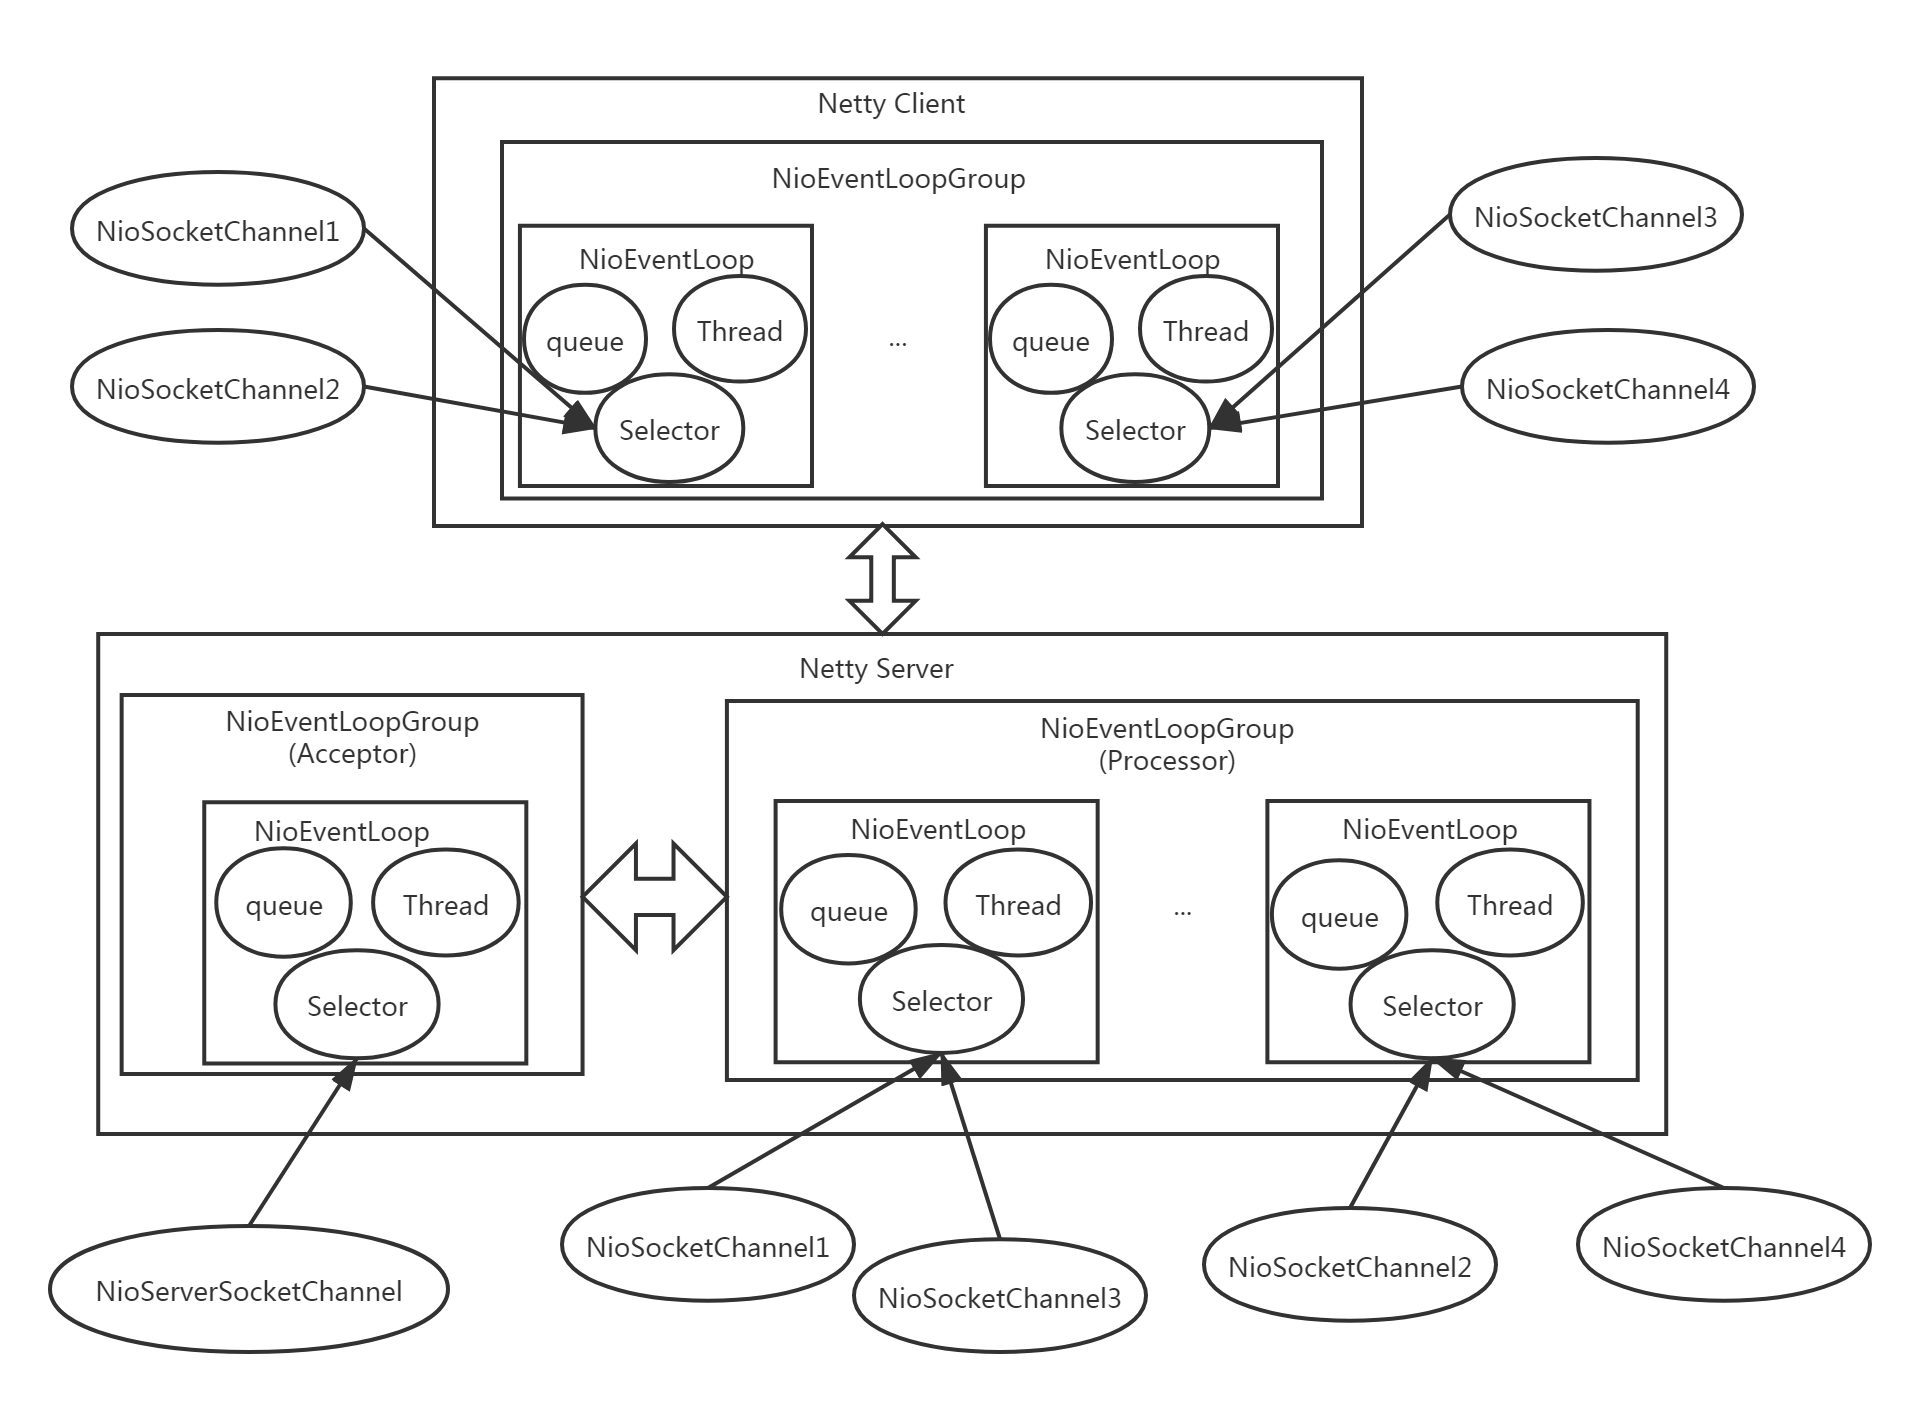 Netty Client
NioEventLoopGroup
NioSocketChannel1
NioSocketChannel2
NioEventLoop
queue
Thread
Selector
...
NioEventLoop
queue
Thread
Selector
NioSocketChannel3
NioSocketChannel4
Netty Server
NioEventLoopGroup
(Acceptor)
NioEventLoop
queue
Thread
Selector
NioEventLoopGroup
(Processor)
NioEventLoop
queue
Thread
Selector
...
NioEventLoop
queue
Thread
Selector
NioServerSocketChannel
NioSocketChannel1
NioSocketChannel3
NioSocketChannel2
NioSocketChannel4